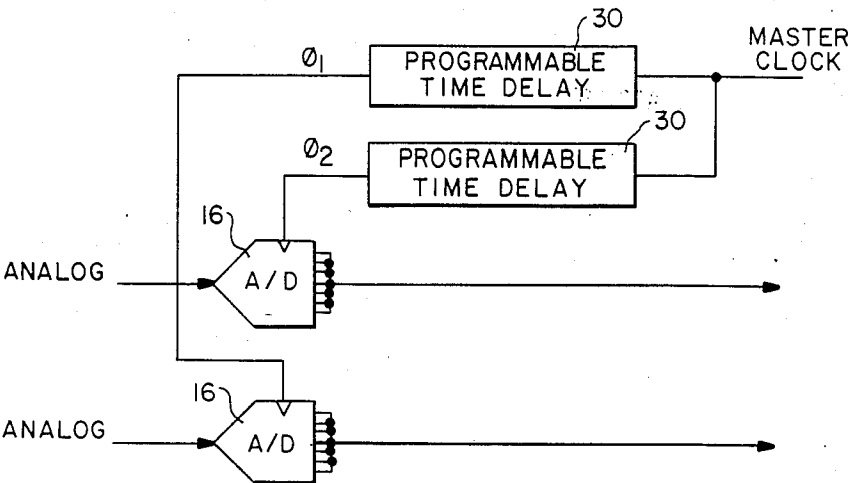 30
MASTER
CLOCK
Ø1
PROGRAMMABLE
TIME DELAY
30
Ø2
PROGRAMMABLE
TIME DELAY
16
ANALOG
A/D
16
ANALOG
A/D